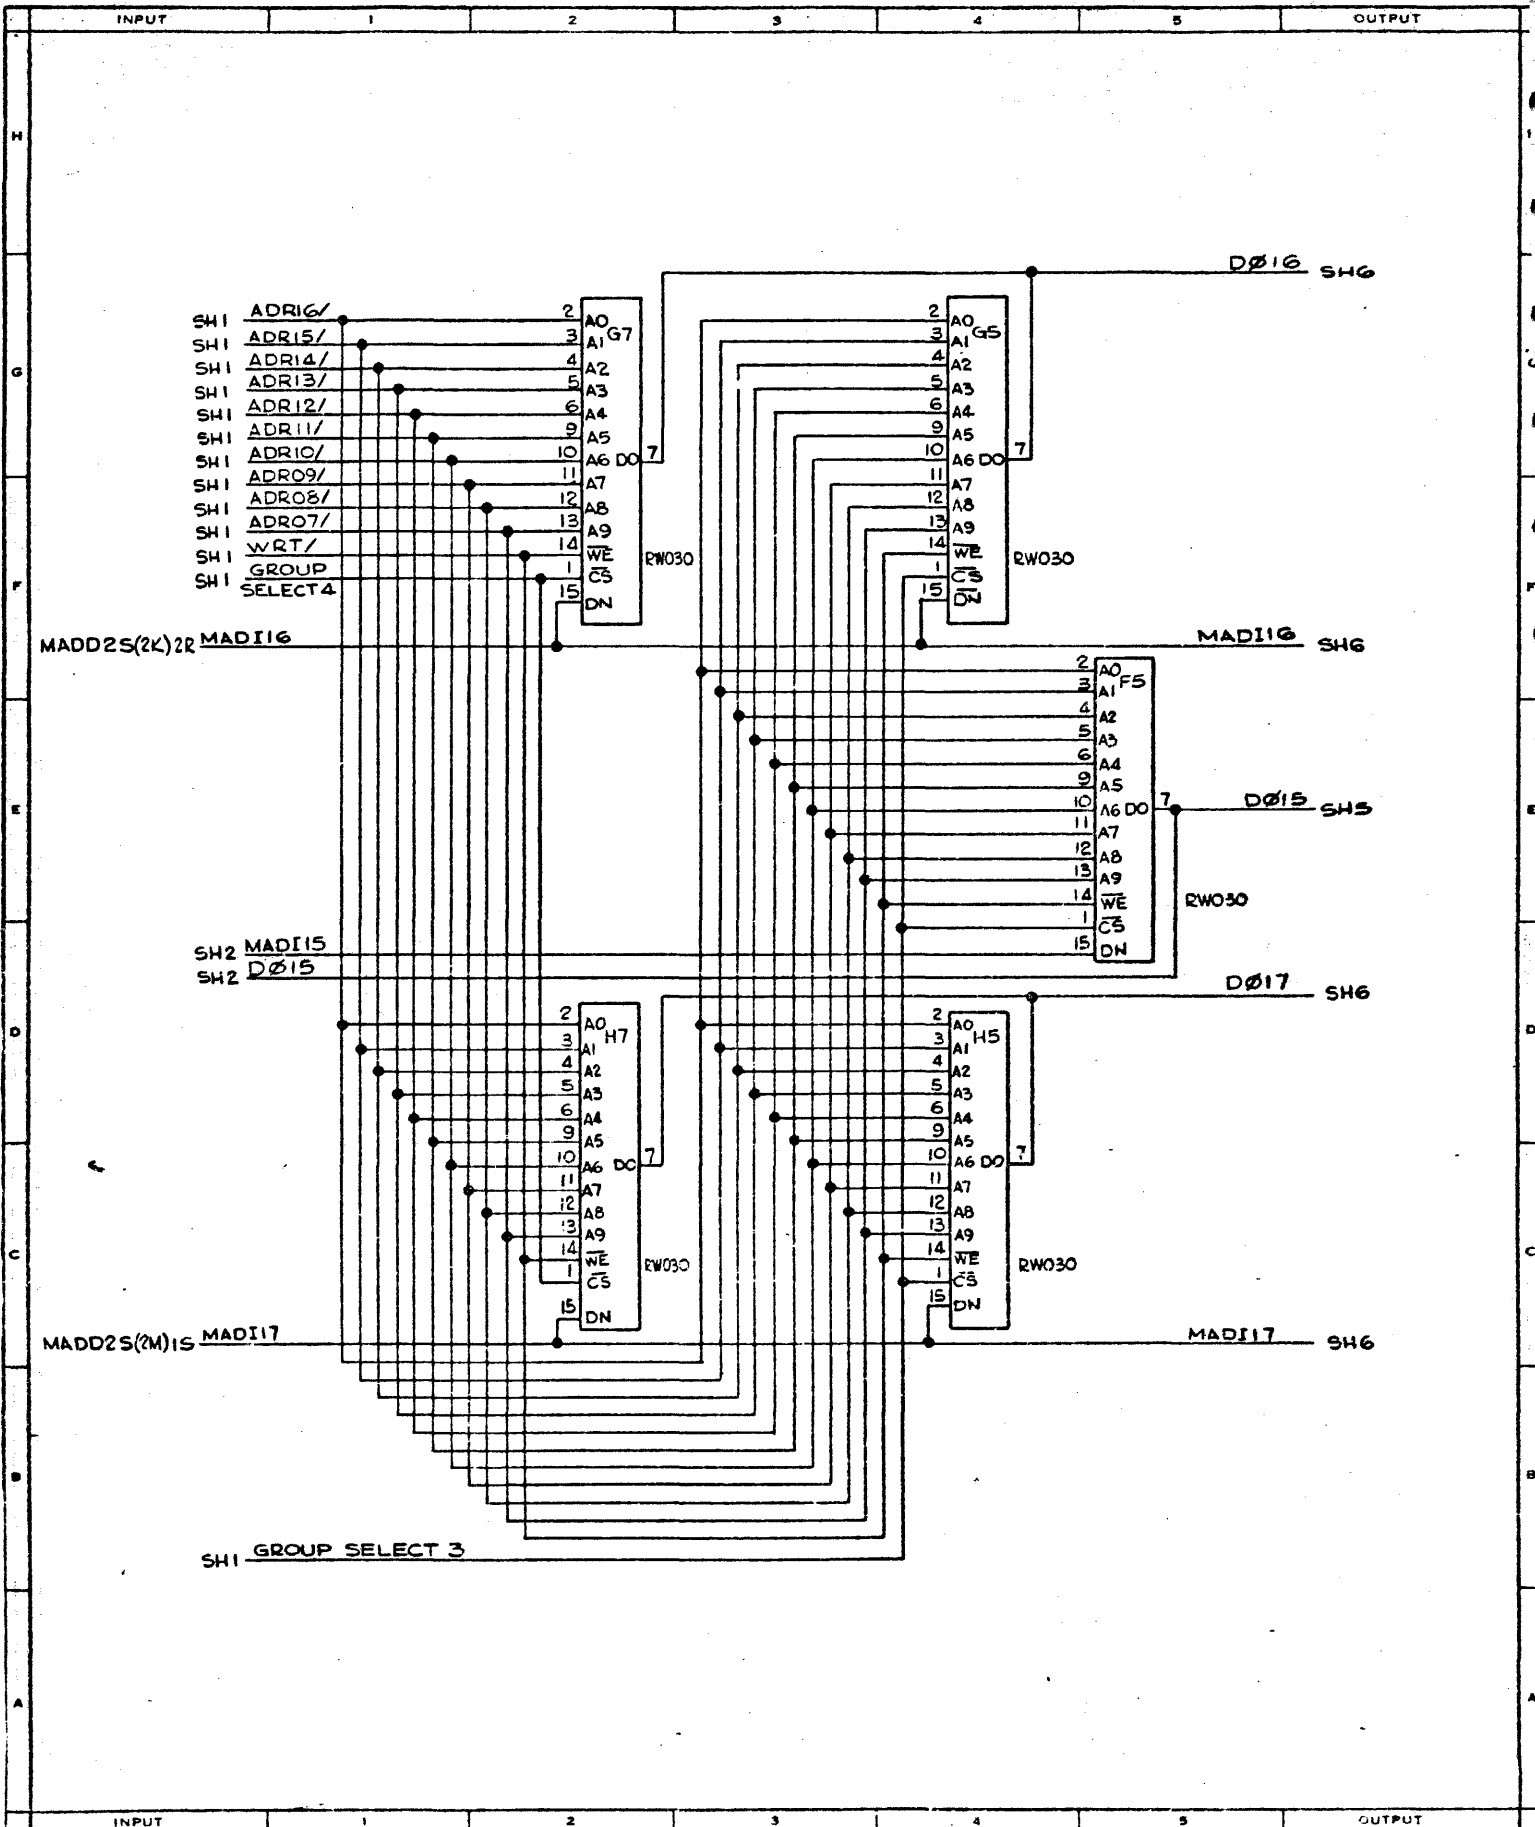 INPUT 1 2 3 4 5 OUTPUT
H
DØ16 SH6
SH1 ADR16/ 2 A0 G7 2 A0 G5
SH1 ADR15/ 3 A1 3 A1
SH1 ADR14/ 4 A2 4 A2
G
SH1 ADR13/ 5 A3 5 A3
SH1 ADR12/ 6 A4 6 A4
SH1 ADR11/ 9 A5 9 A5
SH1 ADR10/ 10 A6 DO 7 10 A6 DO 7
SH1 ADR09/ 11 A7 11 A7
SH1 ADR08/ 12 A8 12 A8
SH1 ADR07/ 13 A9 13 A9
SH1 WRT/ 14 WE RW030 14 WE RW030
SH1 GROUP SELECT4 1 CS 1 CS
F
15 DN 15 DN
MADD2S(2K)2R MADI16 MADI16 SH6
2 A0 F5
3 A1
4 A2
5 A3
6 A4
9 A5
E
10 A6 DO 7 DØ15 SH5
11 A7
12 A8
13 A9
14 WE RW030
1 CS
SH2 MADI15 15 DN
SH2 DØ15
DØ17 SH6
D
2 A0 H7 2 A0 H5
3 A1 3 A1
4 A2 4 A2
5 A3 5 A3
6 A4 6 A4
9 A5 9 A5
10 A6 DO 7 10 A6 DO 7
11 A7 11 A7
12 A8 12 A8
13 A9 13 A9
C
14 WE RW030 14 WE RW030
1 CS 1 CS
15 DN 15 DN
MADD2S(2M)1S MADI17 MADI17 SH6
B
SH1 GROUP SELECT 3
A
INPUT 1 2 3 4 5 OUTPUT